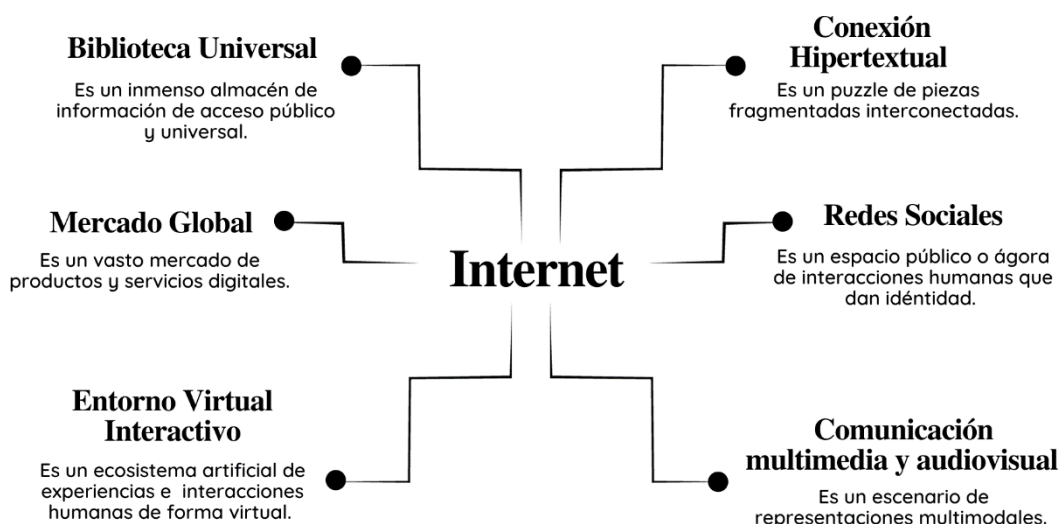 Biblioteca Universal
Es un inmenso almacén de
información de acceso público
y universal.
Conexión
Hipertextual
Es un puzzle de piezas
fragmentadas interconectadas.
Mercado Global
Es un vasto mercado de
productos y servicios digitales.
Internet
Redes Sociales
Es un espacio público o ágora
de interacciones humanas que
dan idéntidad.
Entorno Virtual
Interactivo
Es un ecosistema artificial de
experiencias e interacciones
humanas de forma virtual.
Comunicación
multimedia y audiovisual
Es un escenario de
representaciones multimodales.